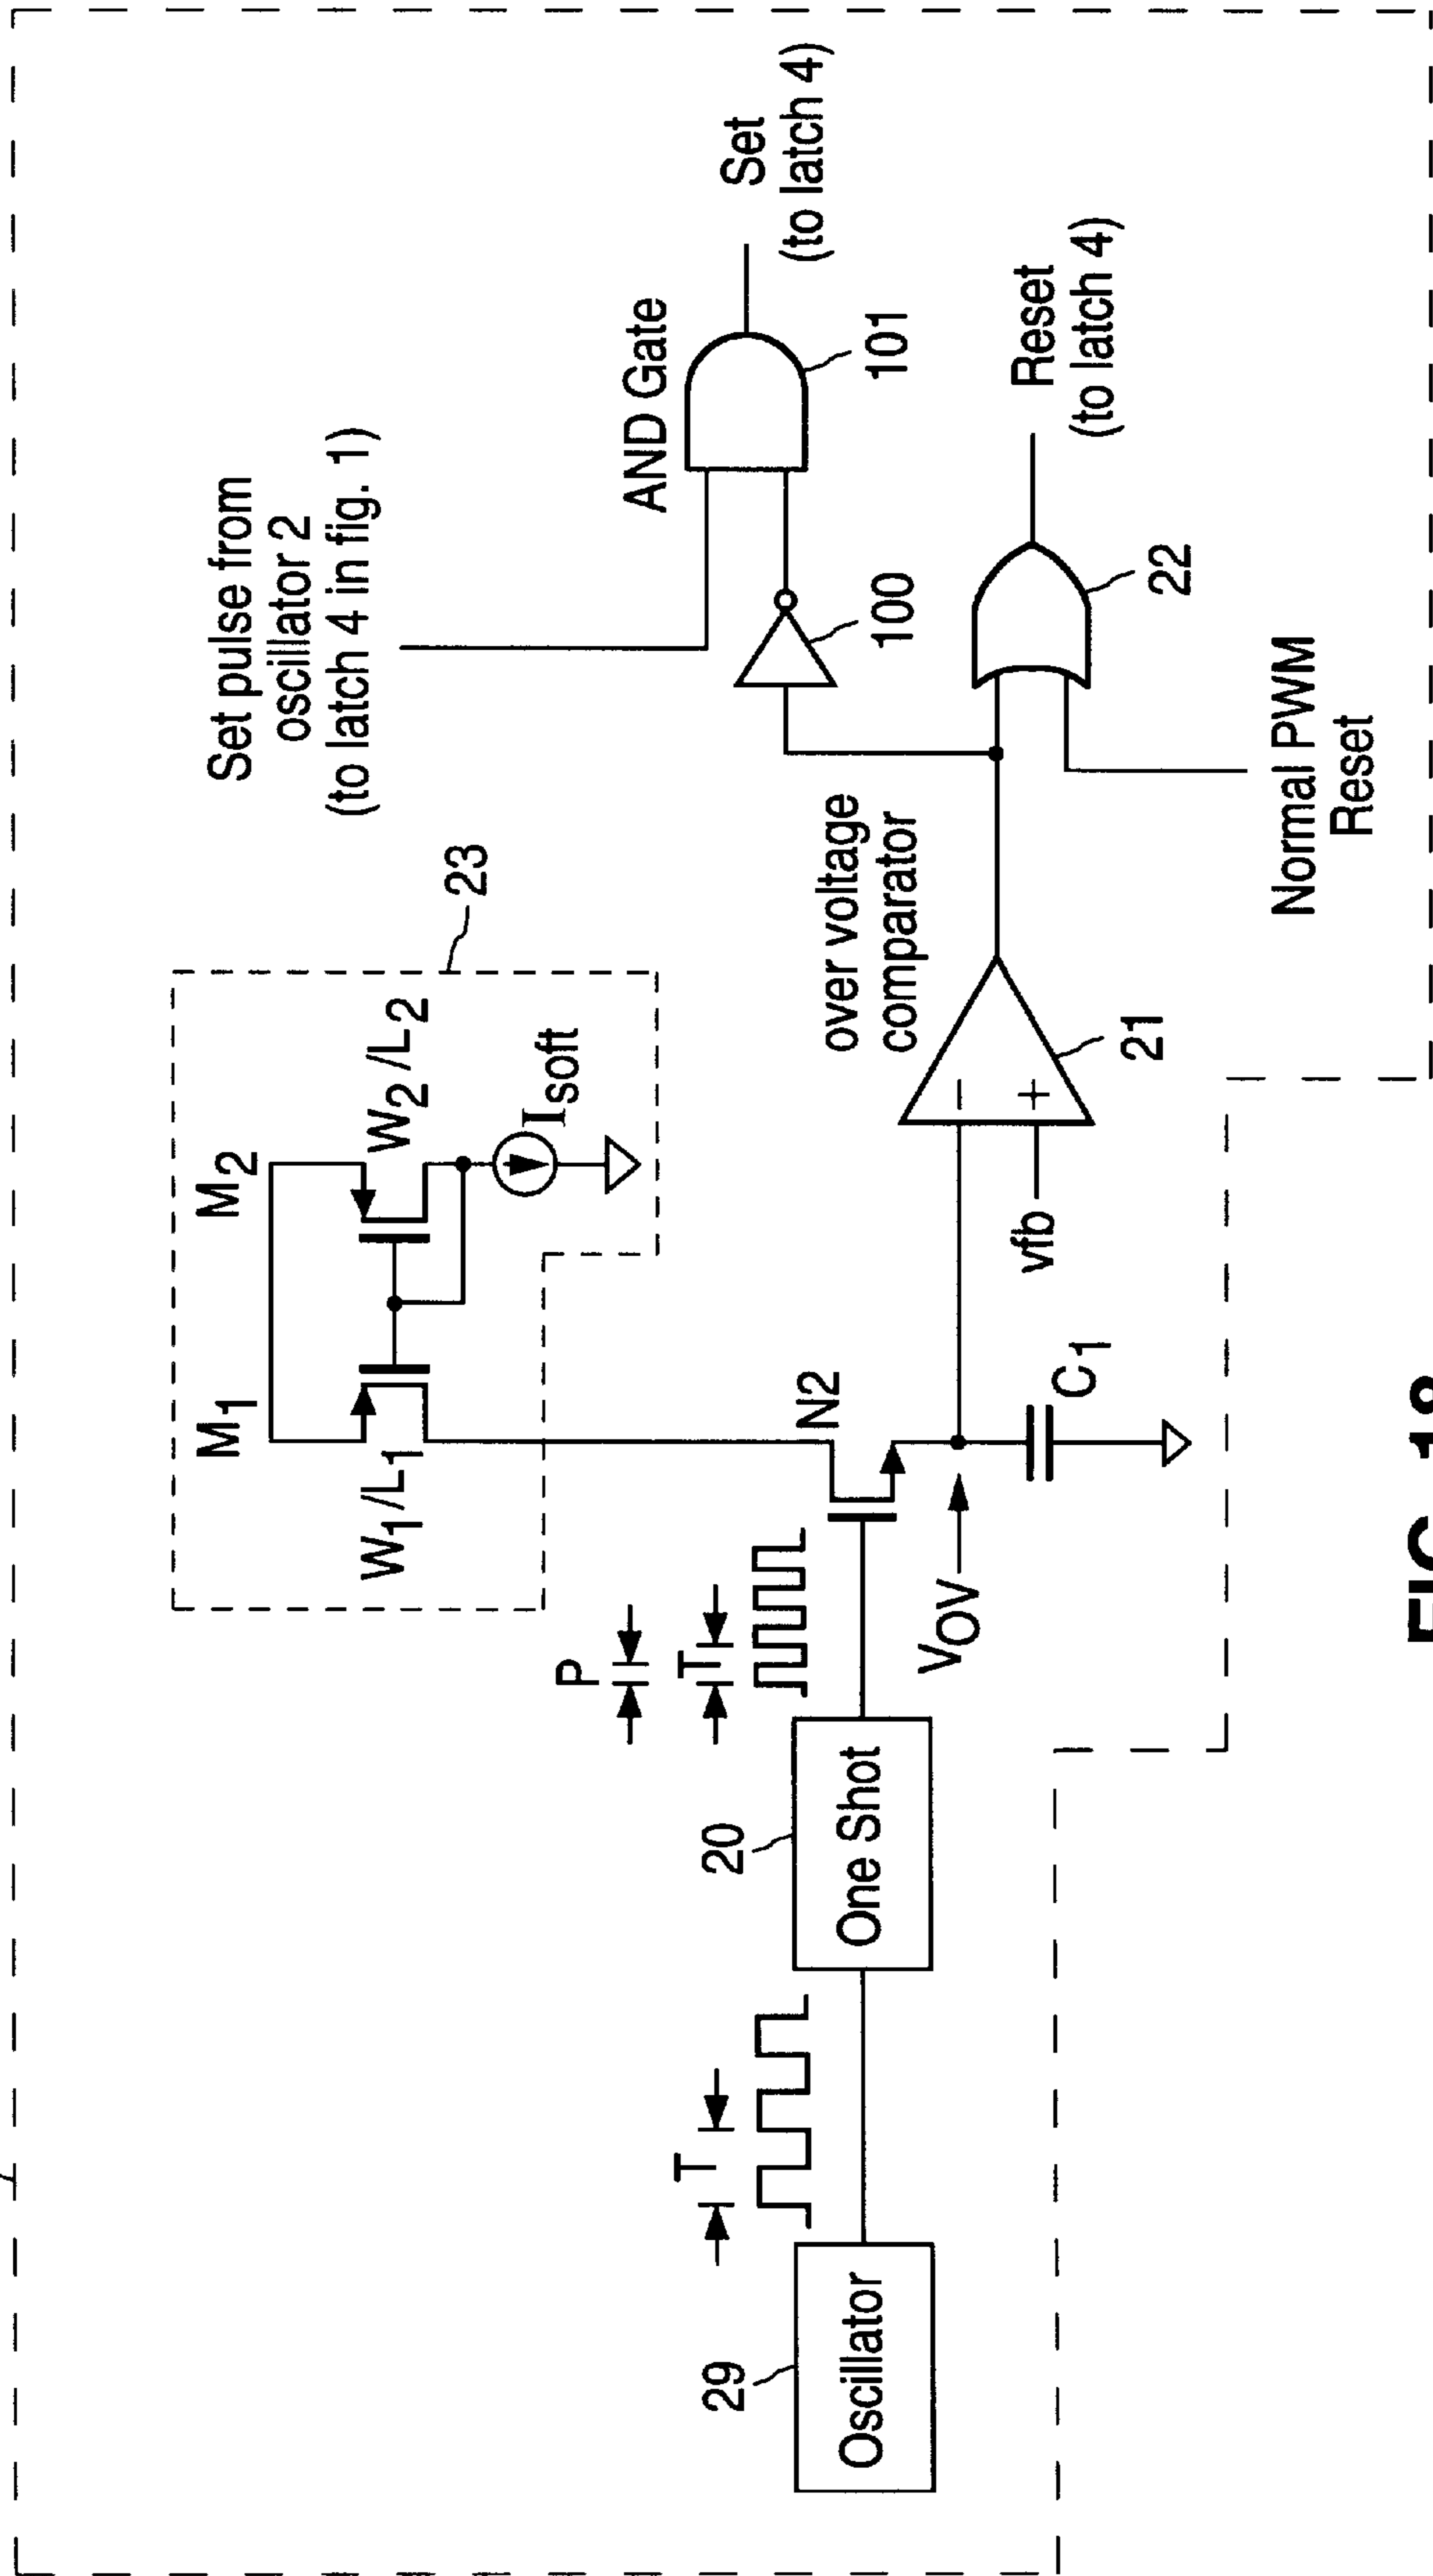 Set pulse from
oscillator 2
(to latch 4 in fig. 1)
23
M1
M2
W1/L1
W2/L2
Isoft
AND Gate
101
Set
(to latch 4)
100
over voltage
comparator
21
−
+
vfb
22
Reset
(to latch 4)
Normal PWM
Reset
P
T
N2
VOV
C1
20
One Shot
T
29
Oscillator